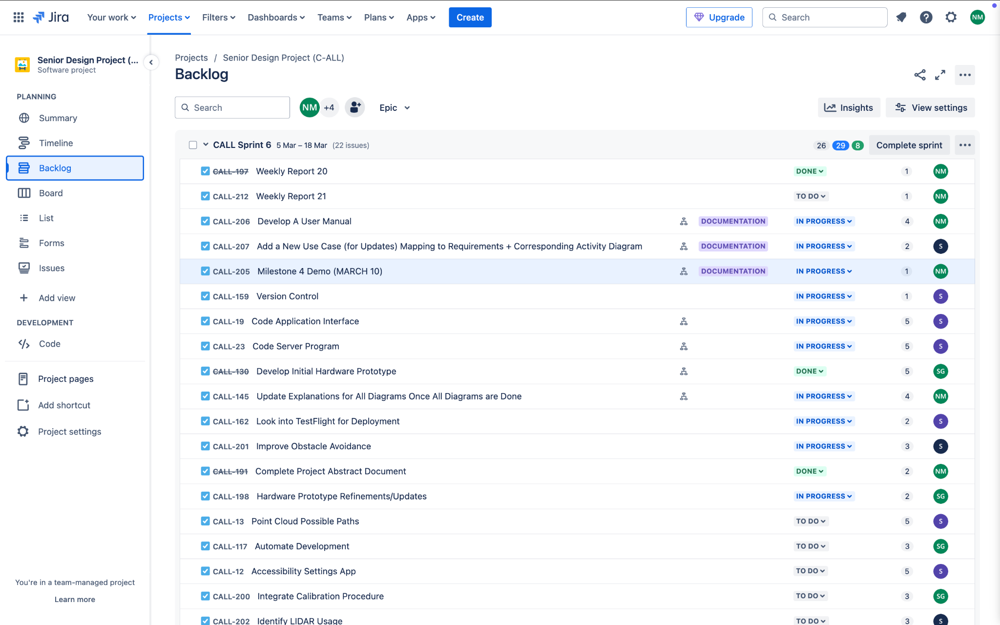 Jira Your work Projects Filters Dashboards Teams Plans Apps Create Upgrade Search NM
Senior Design Project (...
Software project
PLANNING
Summary
Timeline
Backlog
Board
List
Forms
Issues
Add view
DEVELOPMENT
Code
Project pages
Add shortcut
Project settings
You're in a team-managed project
Learn more
Projects / Senior Design Project (C-ALL)
Backlog
Search NM +4 Epic Insights View settings
CALL Sprint 6 5 Mar – 18 Mar (22 issues) 26 29 8 Complete sprint
CALL-197 Weekly Report 20 DONE 1 NM
CALL-212 Weekly Report 21 TO DO 1 NM
CALL-206 Develop A User Manual DOCUMENTATION IN PROGRESS 4 NM
CALL-207 Add a New Use Case (for Updates) Mapping to Requirements + Corresponding Activity Diagram DOCUMENTATION IN PROGRESS 2 S
CALL-205 Milestone 4 Demo (MARCH 10) DOCUMENTATION IN PROGRESS 1 NM
CALL-159 Version Control IN PROGRESS 1 S
CALL-19 Code Application Interface IN PROGRESS 5 S
CALL-23 Code Server Program IN PROGRESS 5 S
CALL-130 Develop Initial Hardware Prototype DONE 5 SG
CALL-145 Update Explanations for All Diagrams Once All Diagrams are Done IN PROGRESS 4 NM
CALL-162 Look into TestFlight for Deployment IN PROGRESS 2 S
CALL-201 Improve Obstacle Avoidance IN PROGRESS 3 S
CALL-191 Complete Project Abstract Document DONE 2 NM
CALL-198 Hardware Prototype Refinements/Updates IN PROGRESS 2 SG
CALL-13 Point Cloud Possible Paths TO DO 5 S
CALL-117 Automate Development TO DO 3 SG
CALL-12 Accessibility Settings App TO DO 5 S
CALL-200 Integrate Calibration Procedure TO DO 3 SG
CALL-202 Identify LIDAR Usage TO DO 3 S